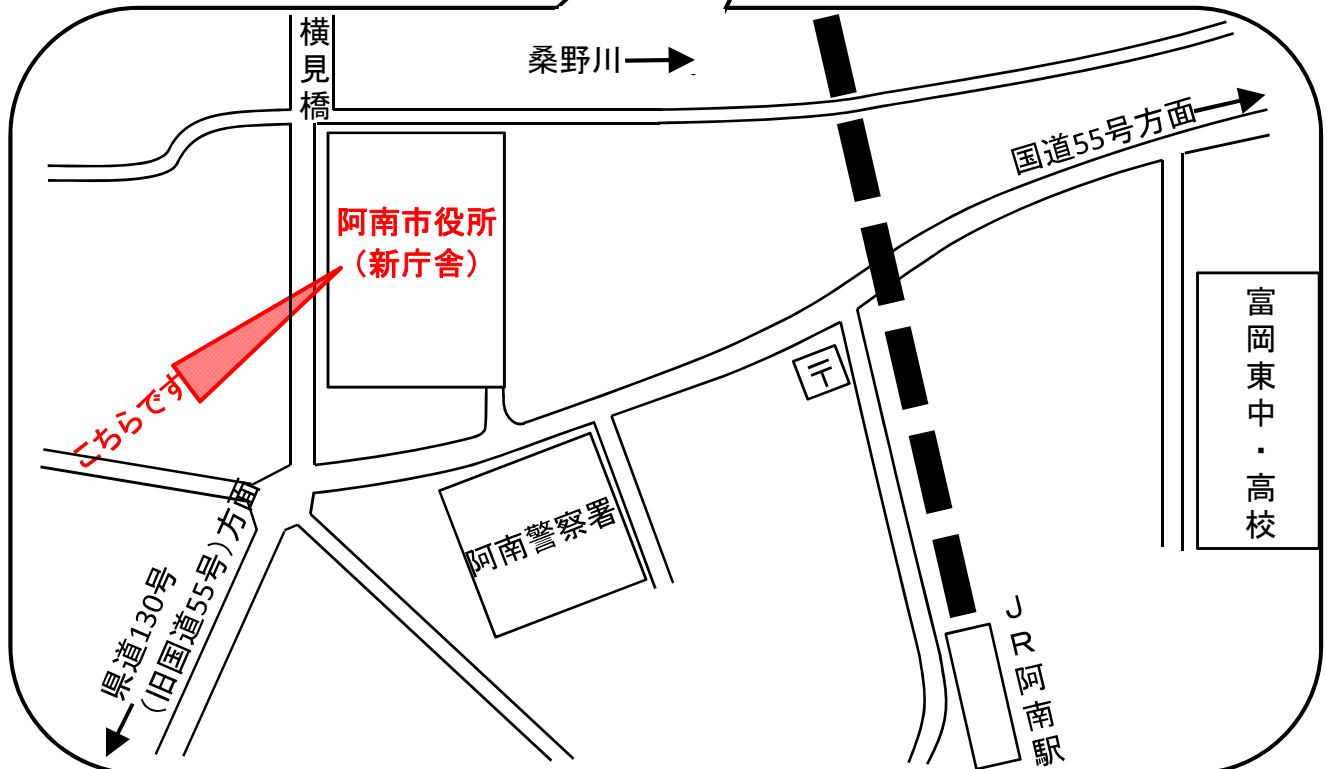 横見橋
桑野川
国道55号方面
阿南市役所
（新庁舎）
こちらです
〒
富岡東中・高校
阿南警察署
県道130号
（旧国道55号）方面
ＪＲ阿南駅